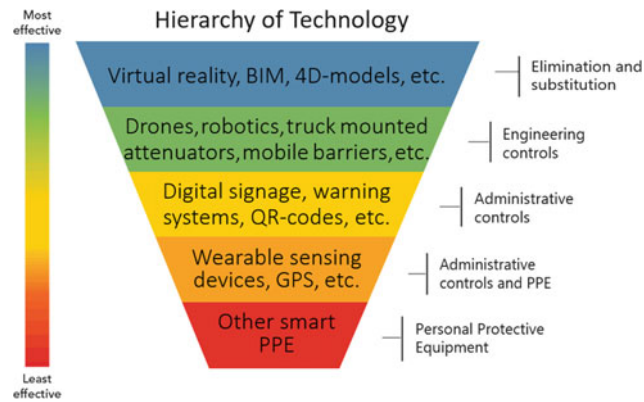 Most
effective
Hierarchy of Technology
Virtual reality, BIM, 4D-models, etc.
Elimination and
substitution
Drones, robotics, truck mounted
attenuators, mobile barriers, etc.
Engineering
controls
Digital signage, warning
systems, QR-codes, etc.
Administrative
controls
Wearable sensing
devices, GPS, etc.
Administrative
controls and PPE
Other smart
PPE
Personal Protective
Equipment
Least
effective